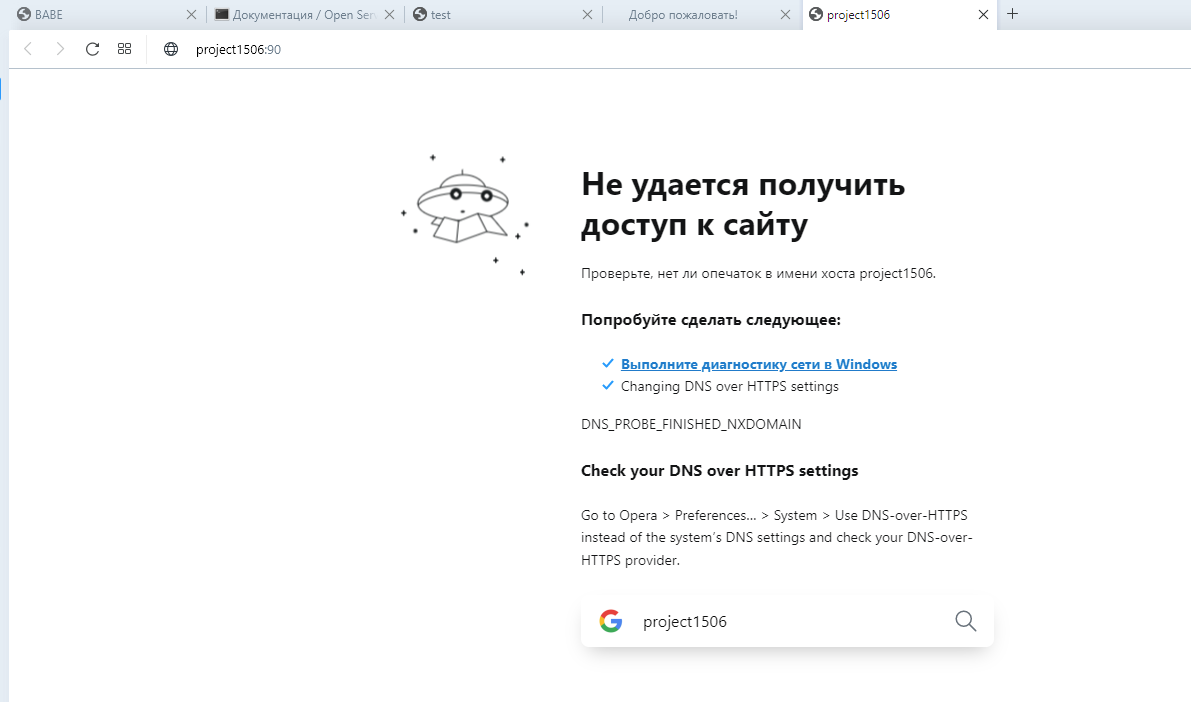 BABE
Документация / Open Ser
test
Добро пожаловать!
project1506
project1506:90
Не удается получить
доступ к сайту
Проверьте, нет ли опечаток в имени хоста project1506.
Попробуйте сделать следующее:
Выполните диагностику сети в Windows
Changing DNS over HTTPS settings
DNS_PROBE_FINISHED_NXDOMAIN
Check your DNS over HTTPS settings
Go to Opera > Preferences... > System > Use DNS-over-HTTPS
instead of the system's DNS settings and check your DNS-over-
HTTPS provider.
project1506